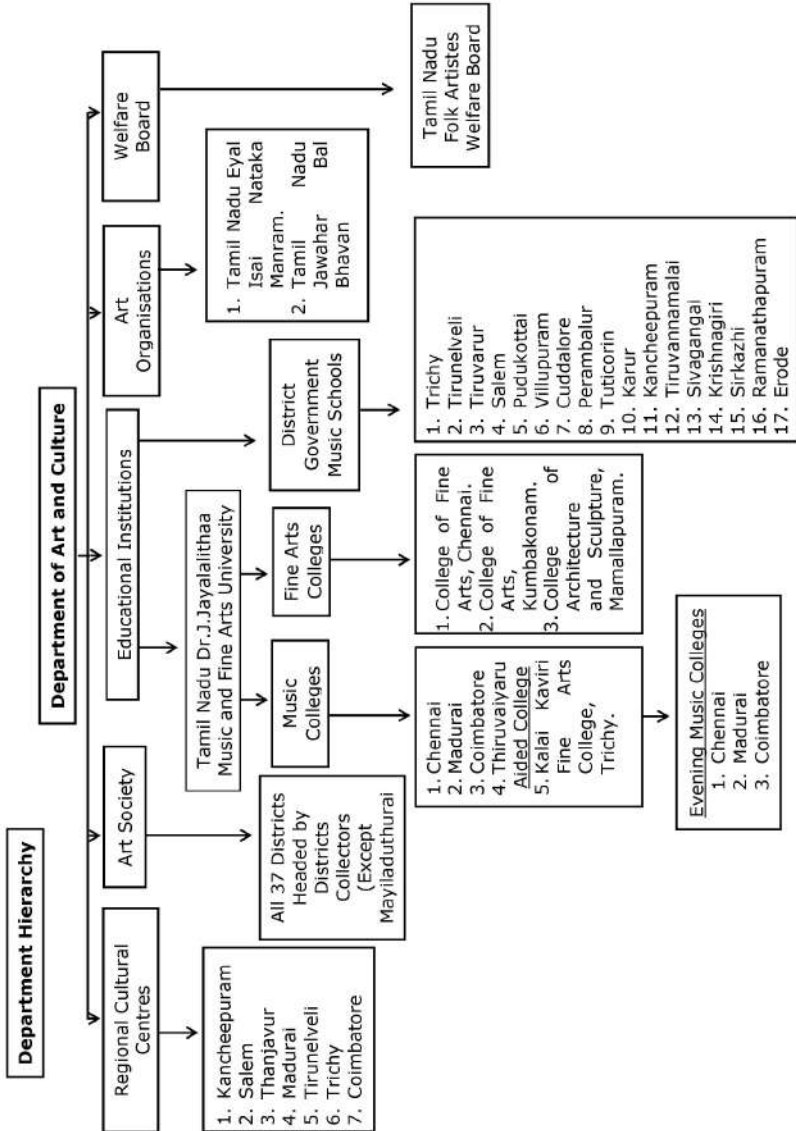 Department Hierarchy
Department of Art and Culture
Regional Cultural
Centres
Art Society
Educational Institutions
Art
Organisations
Welfare
Board
1. Kancheepuram
2. Salem
3. Thanjavur
4. Madurai
5. Tirunelveli
6. Trichy
7. Coimbatore
All 37 Districts
Headed by
Districts
Collectors
(Except
Mayiladuthurai
Tamil Nadu Dr.J.Jayalalithaa
Music and Fine Arts University
Music
Colleges
Fine Arts
Colleges
District
Government
Music Schools
1. Tamil Nadu Eyal
Isai Nataka
Manram.
2. Tamil Nadu
Jawahar Bal
Bhavan
Tamil Nadu
Folk Artistes
Welfare Board
1. Chennai
2. Madurai
3. Coimbatore
4. Thiruvaiyaru
Aided College
5. Kalai Kaviri
Fine Arts
College,
Trichy.
1. College of Fine
Arts, Chennai.
2. College of Fine
Arts,
Kumbakonam.
3. College of
Architecture
and Sculpture,
Mamallapuram.
1. Trichy
2. Tirunelveli
3. Tiruvarur
4. Salem
5. Pudukottai
6. Villupuram
7. Cuddalore
8. Perambalur
9. Tuticorin
10. Karur
11. Kancheepuram
12. Tiruvannamalai
13. Sivagangai
14. Krishnagiri
15. Sirkazhi
16. Ramanathapuram
17. Erode
Evening Music Colleges
1. Chennai
2. Madurai
3. Coimbatore